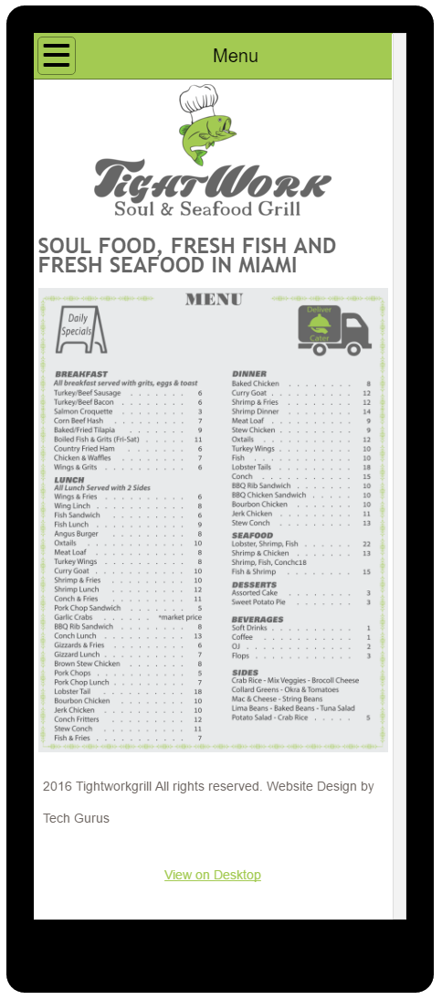 Menu
TightWork
Soul & Seafood Grill
SOUL FOOD, FRESH FISH AND
FRESH SEAFOOD IN MIAMI
MENU
Daily
Specials
Deliver
Cater
BREAKFAST
All breakfast served with grits, eggs & toast
Turkey/Beef Sausage . . . . . . . 6
Turkey/Beef Bacon . . . . . . . 6
Salmon Croquette . . . . . . . 3
Corn Beef Hash . . . . . . . . 7
Baked/Fried Tilapia . . . . . . 9
Boiled Fish & Grits (Fri-Sat) . . . . . 11
Country Fried Ham . . . . . . . 6
Chicken & Waffles . . . . . . . 7
Wings & Grits . . . . . . . . 6
LUNCH
All Lunch Served with 2 Sides
Wings & Fries . . . . . . . . . 6
Wing Linch . . . . . . . . . 8
Fish Sandwich . . . . . . . . 6
Fish Lunch . . . . . . . . . 9
Angus Burger . . . . . . . . 8
Oxtails . . . . . . . . . . 10
Meat Loaf . . . . . . . . . 8
Turkey Wings . . . . . . . . 8
Curry Goat . . . . . . . . . 10
Shrimp & Fries . . . . . . . . 10
Shrimp Lunch . . . . . . . . 12
Conch & Fries . . . . . . . . 11
Pork Chop Sandwich . . . . . . 5
Garlic Crabs . . . . . *market price
BBQ Rib Sandwich . . . . . . . 8
Conch Lunch . . . . . . . . 13
Gizzards & Fries . . . . . . . 6
Gizzard Lunch . . . . . . . . 7
Brown Stew Chicken . . . . . . 8
Pork Chops . . . . . . . . . 5
Pork Chop Lunch . . . . . . . 7
Lobster Tail . . . . . . . . 18
Bourbon Chicken . . . . . . . 10
Jerk Chicken . . . . . . . . 10
Conch Fritters . . . . . . . . 12
Stew Conch . . . . . . . . . 11
Fish & Fries . . . . . . . . . 7
DINNER
Baked Chicken . . . . . . . 8
Curry Goat . . . . . . . . 12
Shrimp & Fries . . . . . . . 12
Shrimp Dinner . . . . . . . 14
Meat Loaf . . . . . . . . 9
Stew Chicken . . . . . . . 9
Oxtails . . . . . . . . . 12
Turkey Wings . . . . . . . 10
Fish . . . . . . . . . . 10
Lobster Tails . . . . . . . 18
Conch . . . . . . . . . 15
BBQ Rib Sandwich . . . . . . 10
BBQ Chicken Sandwich . . . . . 10
Bourbon Chicken . . . . . . 10
Jerk Chicken . . . . . . . 11
Stew Conch . . . . . . . 13
SEAFOOD
Lobster, Shrimp, Fish . . . . . 22
Shrimp & Chicken . . . . . . 13
Shrimp, Fish, Conchc18
Fish & Shrimp . . . . . . . 15
DESSERTS
Assorted Cake . . . . . . . 3
Sweet Potato Pie . . . . . . 3
BEVERAGES
Soft Drinks . . . . . . . . 1
Coffee . . . . . . . . . 1
OJ . . . . . . . . . . 2
Flops . . . . . . . . . 3
SIDES
Crab Rice - Mix Veggies - Brocoll Cheese
Collard Greens - Okra & Tomatoes
Mac & Cheese - String Beans
Lima Beans - Baked Beans - Tuna Salad
Potato Salad - Crab Rice . . . . . 5
2016 Tightworkgrill All rights reserved. Website Design by
Tech Gurus
View on Desktop